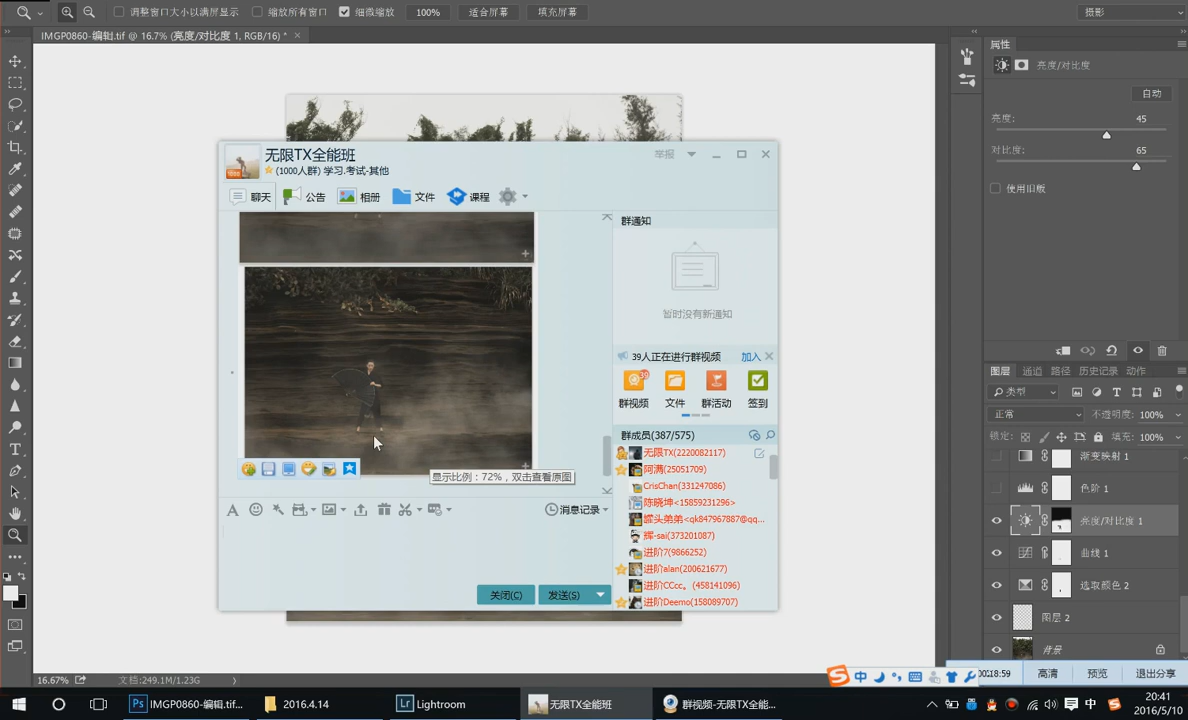 调整窗口大小以满屏显示 缩放所有窗口 细微缩放 100% 适合屏幕 填充屏幕 摄影
IMGP0860-编辑.tif @ 16.7% (亮度/对比度 1, RGB/16) * ×
属性
亮度/对比度
自动
亮度: 45
对比度: 65
使用旧版
无限TX全能班
(1000人群) 学习.考试-其他
举报
聊天 公告 相册 文件 课程
群通知
暂时没有新通知
39人正在进行群视频 加入
39
群视频 文件 群活动 签到
群成员(387/575)
无限TX(2220082117)
阿满(25051709)
CrisChan(331247086)
陈晓坤<15859231296>
罐头弟弟<qk847967887@qq...
辉-sai(373201087)
进阶7(9866252)
进阶alan(200621677)
进阶CCcc。(458141096)
进阶Deemo(158089707)
显示比例：72%，双击查看原图
消息记录
关闭(C) 发送(S)
图层 通道 路径 历史记录 动作
类型
正常 不透明度: 100%
锁定: 填充: 100%
渐变映射 1
色阶 1
亮度/对比度 1
曲线 1
选取颜色 2
图层 2
背景
16.67% 文档:249.1M/1.23G
中
18:59 高清 预览 退出分享
IMGP0860-编辑.tif... 2016.4.14 Lightroom 无限TX全能班 群视频-无限TX全能...
中
20:41
2016/5/10